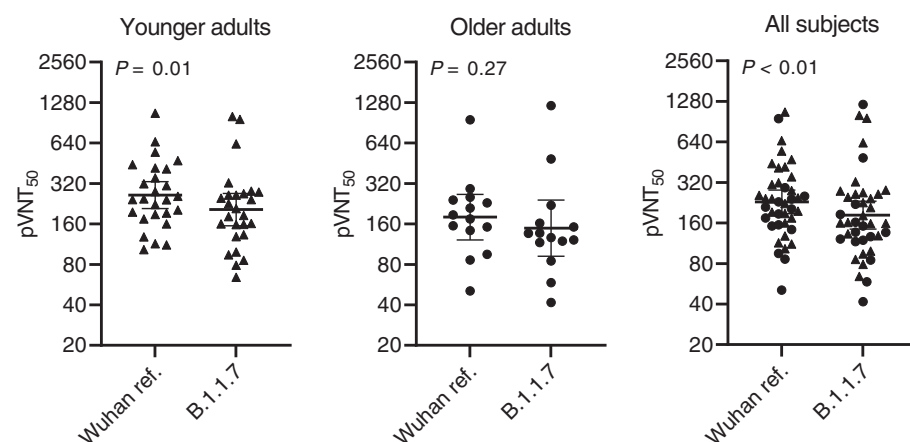 Younger adults
P = 0.01
pVNT50
2560
1280
640
320
160
80
40
20
Wuhan ref.
B.1.1.7
Older adults
P = 0.27
pVNT50
2560
1280
640
320
160
80
40
20
Wuhan ref.
B.1.1.7
All subjects
P < 0.01
pVNT50
2560
1280
640
320
160
80
40
20
Wuhan ref.
B.1.1.7